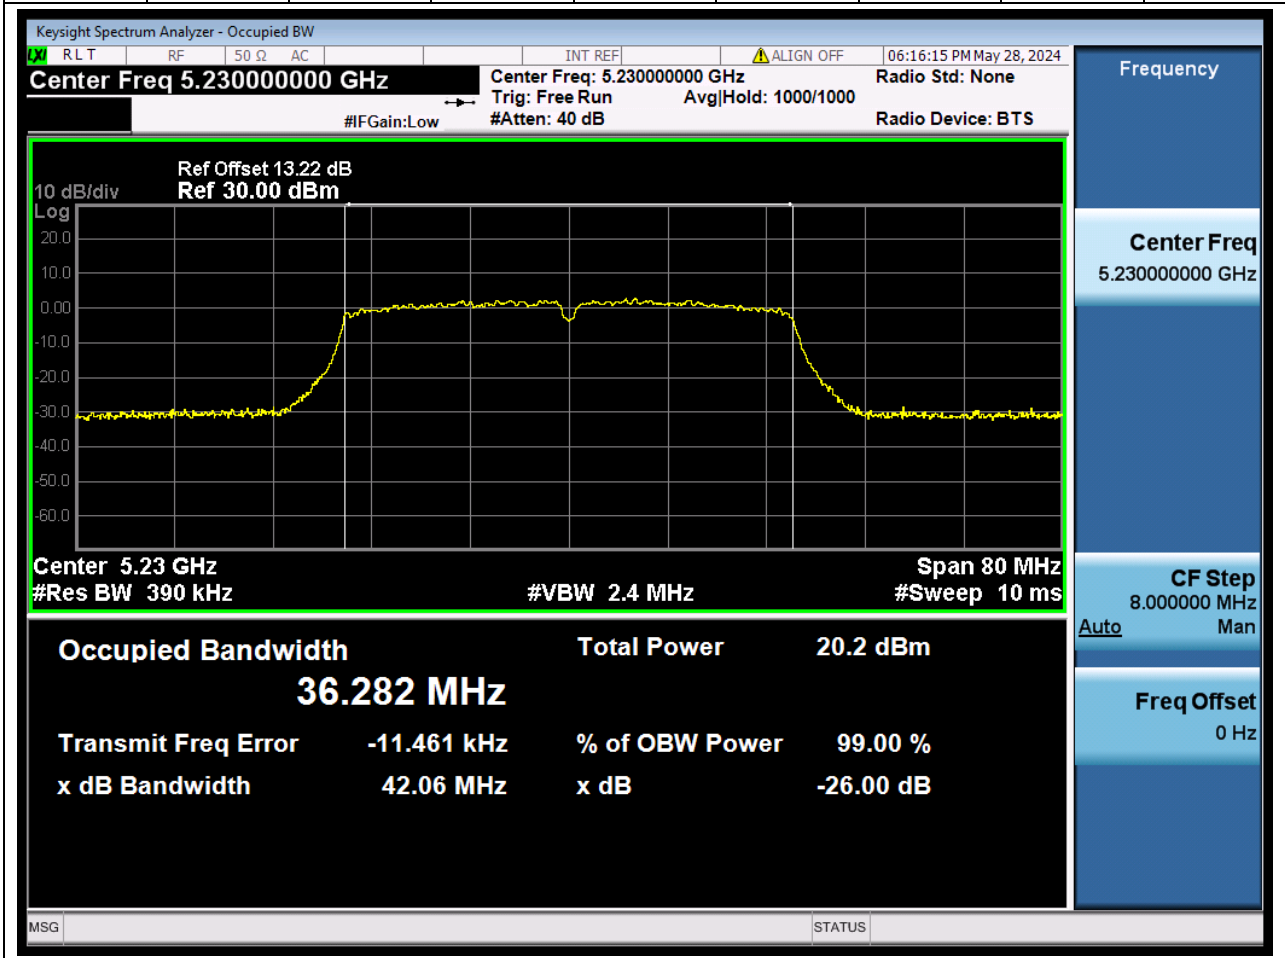 Keysight Spectrum Analyzer - Occupied BW
LXI RLT RF 50 Ω AC INT REF ALIGN OFF 06:16:15 PM May 28, 2024
Center Freq 5.230000000 GHz
Center Freq: 5.230000000 GHz
Radio Std: None
Trig: Free Run Avg|Hold: 1000/1000
#IFGain:Low
#Atten: 40 dB
Radio Device: BTS
Ref Offset 13.22 dB
10 dB/div Ref 30.00 dBm
Log
20.0
10.0
0.00
-10.0
-20.0
-30.0
-40.0
-50.0
-60.0
Center 5.23 GHz Span 80 MHz
#Res BW 390 kHz #VBW 2.4 MHz #Sweep 10 ms
Occupied Bandwidth Total Power 20.2 dBm
36.282 MHz
Transmit Freq Error -11.461 kHz % of OBW Power 99.00 %
x dB Bandwidth 42.06 MHz x dB -26.00 dB
MSG STATUS
Frequency
Center Freq
5.230000000 GHz
CF Step
8.000000 MHz
Auto Man
Freq Offset
0 Hz